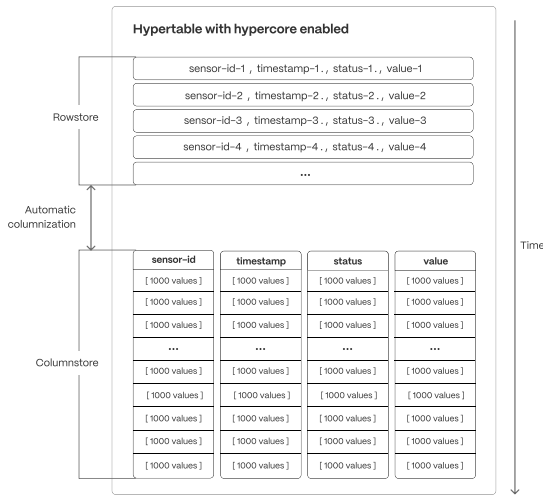 Hypertable with hypercore enabled
sensor-id-1 , timestamp-1 . , status-1 . , value-1
sensor-id-2 , timestamp-2 . , status-2 . , value-2
sensor-id-3 , timestamp-3 . , status-3 . , value-3
sensor-id-4 , timestamp-4 . , status-4 . , value-4
...
Rowstore
Automatic
columnization
Time
Columnstore
sensor-id timestamp status value
[ 1000 values ] [ 1000 values ] [ 1000 values ] [ 1000 values ]
[ 1000 values ] [ 1000 values ] [ 1000 values ] [ 1000 values ]
[ 1000 values ] [ 1000 values ] [ 1000 values ] [ 1000 values ]
... ... ... ...
[ 1000 values ] [ 1000 values ] [ 1000 values ] [ 1000 values ]
[ 1000 values ] [ 1000 values ] [ 1000 values ] [ 1000 values ]
[ 1000 values ] [ 1000 values ] [ 1000 values ] [ 1000 values ]
[ 1000 values ] [ 1000 values ] [ 1000 values ] [ 1000 values ]
[ 1000 values ] [ 1000 values ] [ 1000 values ] [ 1000 values ]